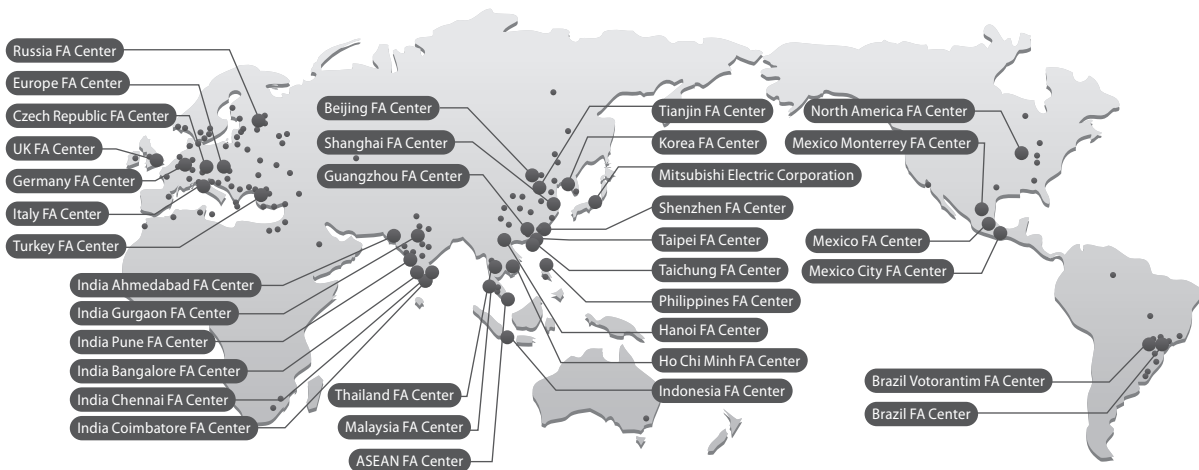 Russia FA Center
Europe FA Center
Czech Republic FA Center
UK FA Center
Germany FA Center
Italy FA Center
Turkey FA Center
India Ahmedabad FA Center
India Gurgaon FA Center
India Pune FA Center
India Bangalore FA Center
India Chennai FA Center
India Coimbatore FA Center
Beijing FA Center
Shanghai FA Center
Guangzhou FA Center
Thailand FA Center
Malaysia FA Center
ASEAN FA Center
Tianjin FA Center
Korea FA Center
Mitsubishi Electric Corporation
Shenzhen FA Center
Taipei FA Center
Taichung FA Center
Philippines FA Center
Hanoi FA Center
Ho Chi Minh FA Center
Indonesia FA Center
North America FA Center
Mexico Monterrey FA Center
Mexico FA Center
Mexico City FA Center
Brazil Votorantim FA Center
Brazil FA Center